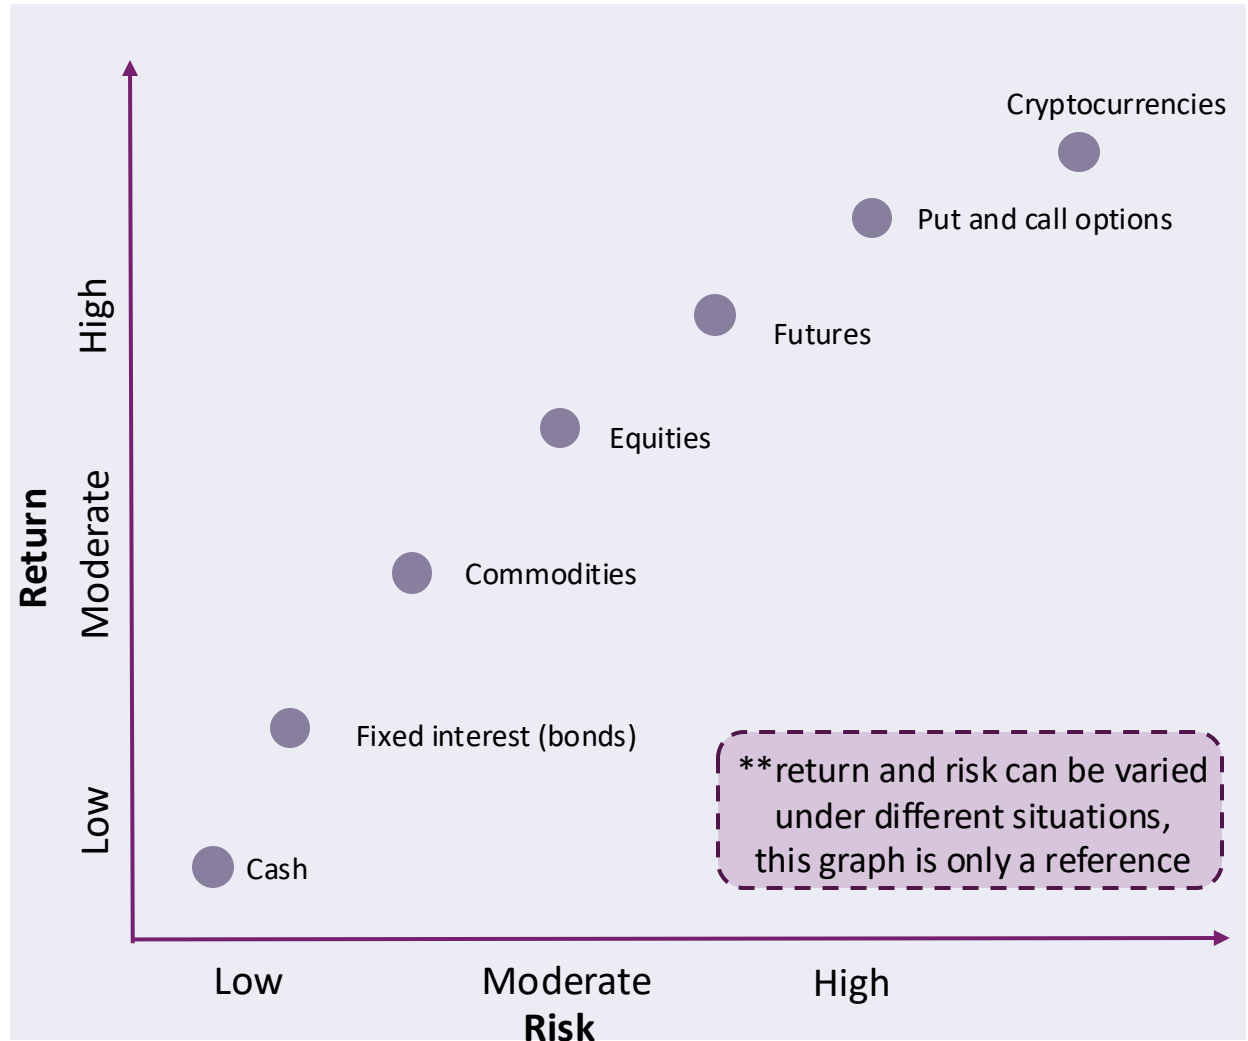 Cryptocurrencies
Put and call options
Futures
Equities
Commodities
Fixed interest (bonds)
Cash
**return and risk can be varied
under different situations,
this graph is only a reference
Return
High
Moderate
Low
Low
Moderate
High
Risk